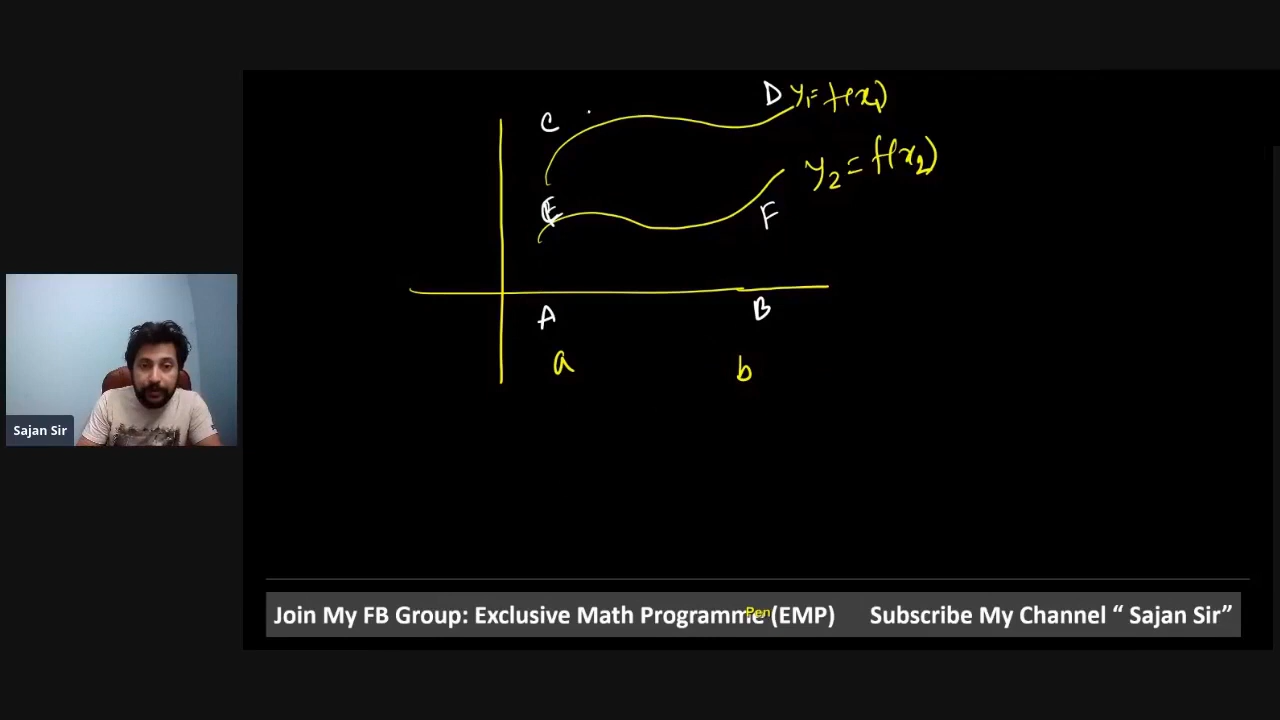 C
D y₁ = f(x₁)
y₂ = f(x₂)
E
F
A
B
a
b
Sajan Sir
Join My FB Group: Exclusive Math Programme (EMP) Subscribe My Channel “ Sajan Sir”
Pen